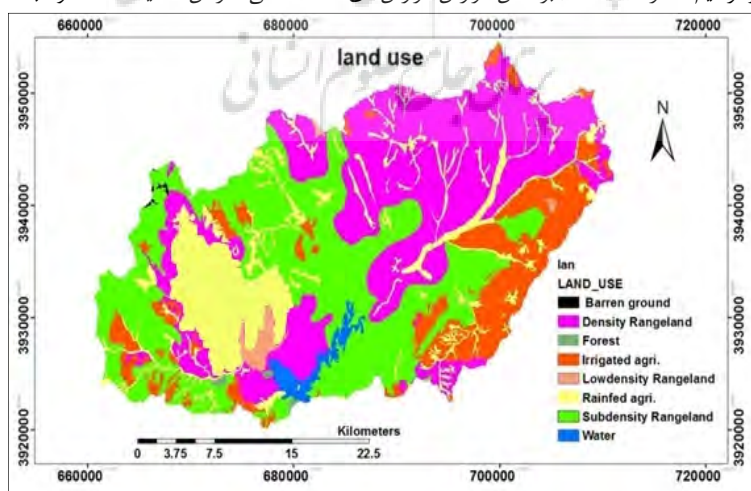 660000 680000 700000 720000
land use
3950000 3950000
N
3940000 3940000
3930000 3930000
3920000 3920000
lan
LAND_USE
Barren ground
Density Rangeland
Forest
Irrigated agri.
Lowdensity Rangeland
Rainfed agri.
Subdensity Rangeland
Water
Kilometers
0 3.75 7.5 15 22.5
660000 680000 700000 720000